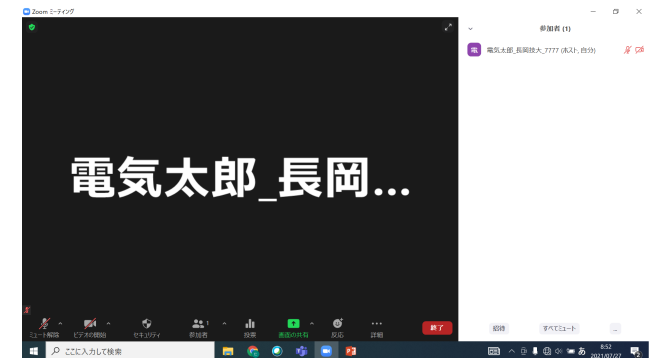 Zoom ミーティング
参加者 (1)
電 電気太郎_長岡技大_7777 (ホスト, 自分)
電気太郎_長岡...
ミュート解除 ビデオの開始 セキュリティ 参加者 1 投票 画面の共有 反応 詳細 終了
招待 すべてミュート ...
ここに入力して検索
あ 8:52
2021/07/27
2